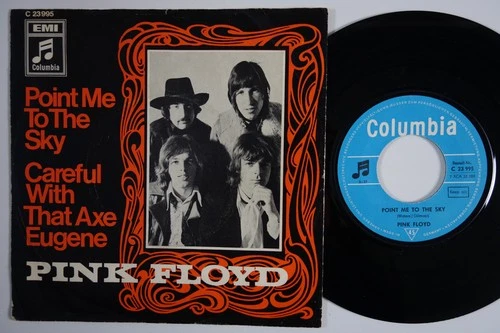 C 23995
EMI
Columbia
Point Me
To The
Sky
Careful
With
That Axe
Eugene
PINK FLOYD
Columbia
C 23 995
POINT ME TO THE SKY
PINK FLOYD
45